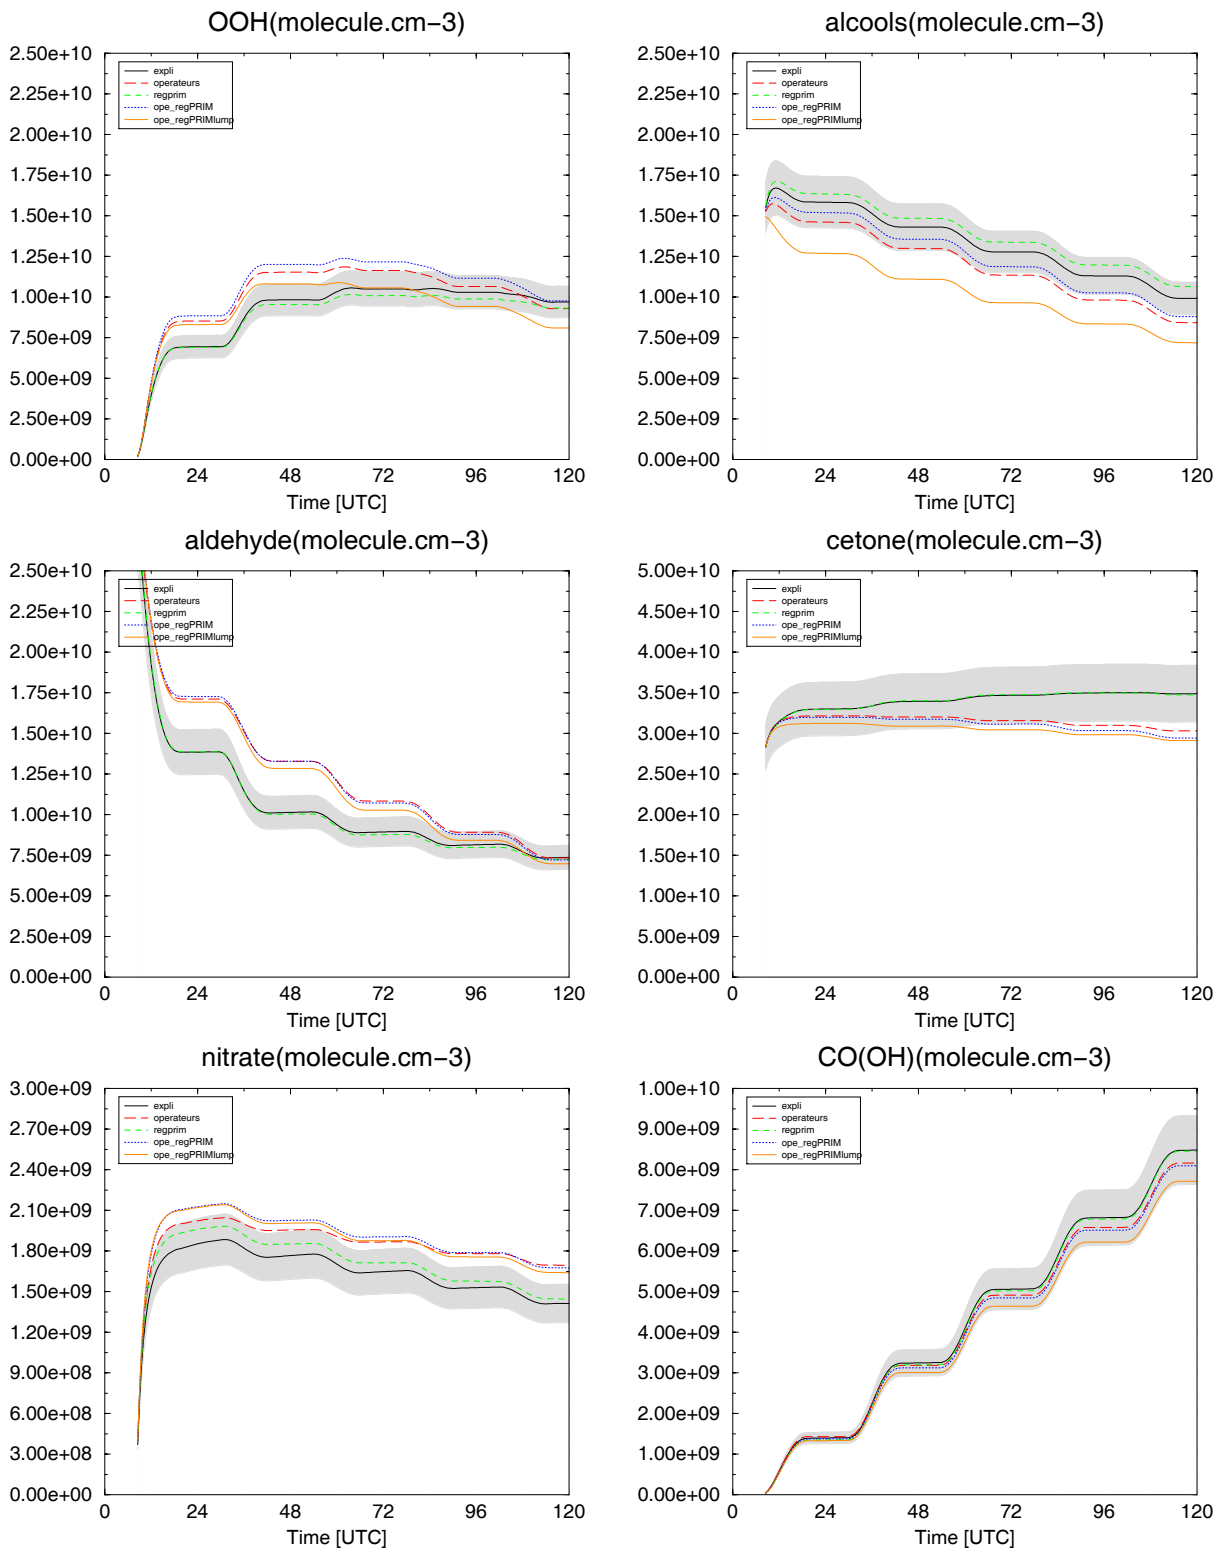 OOH(molecule.cm−3)
2.50e+10
2.25e+10
2.00e+10
1.75e+10
1.50e+10
1.25e+10
1.00e+10
7.50e+09
5.00e+09
2.50e+09
0.00e+00
expli
operateurs
regprim
ope_regPRIM
ope_regPRIMlump
0 24 48 72 96 120
Time [UTC]
alcools(molecule.cm−3)
2.50e+10
2.25e+10
2.00e+10
1.75e+10
1.50e+10
1.25e+10
1.00e+10
7.50e+09
5.00e+09
2.50e+09
0.00e+00
expli
operateurs
regprim
ope_regPRIM
ope_regPRIMlump
0 24 48 72 96 120
Time [UTC]
aldehyde(molecule.cm−3)
2.50e+10
2.25e+10
2.00e+10
1.75e+10
1.50e+10
1.25e+10
1.00e+10
7.50e+09
5.00e+09
2.50e+09
0.00e+00
expli
operateurs
regprim
ope_regPRIM
ope_regPRIMlump
0 24 48 72 96 120
Time [UTC]
cetone(molecule.cm−3)
5.00e+10
4.50e+10
4.00e+10
3.50e+10
3.00e+10
2.50e+10
2.00e+10
1.50e+10
1.00e+10
5.00e+09
0.00e+00
expli
operateurs
regprim
ope_regPRIM
ope_regPRIMlump
0 24 48 72 96 120
Time [UTC]
nitrate(molecule.cm−3)
3.00e+09
2.70e+09
2.40e+09
2.10e+09
1.80e+09
1.50e+09
1.20e+09
9.00e+08
6.00e+08
3.00e+08
0.00e+00
expli
operateurs
regprim
ope_regPRIM
ope_regPRIMlump
0 24 48 72 96 120
Time [UTC]
CO(OH)(molecule.cm−3)
1.00e+10
9.00e+09
8.00e+09
7.00e+09
6.00e+09
5.00e+09
4.00e+09
3.00e+09
2.00e+09
1.00e+09
0.00e+00
expli
operateurs
regprim
ope_regPRIM
ope_regPRIMlump
0 24 48 72 96 120
Time [UTC]